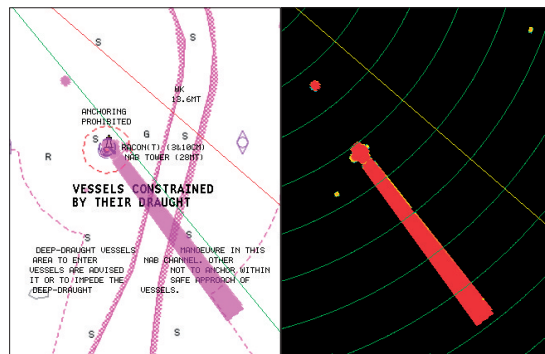 S
S
WK
13.6MT
ANCHORING
PROHIBITED
S
G
S
RACON(T) (3&10CM)
NAB TOWER (28MT)
R
VESSELS CONSTRAINED
BY THEIR DRAUGHT
S
S
DEEP-DRAUGHT VESSELS MANOEUVRE IN THIS
AREA TO ENTER NAB CHANNEL. OTHER
VESSELS ARE ADVISED NOT TO ANCHOR WITHIN
IT OR TO IMPEDE THE SAFE APPROACH OF
DEEP-DRAUGHT VESSELS.
S
S